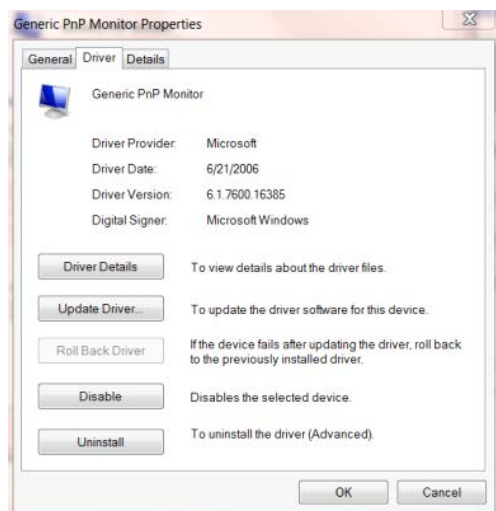 Generic PnP Monitor Properties
General Driver Details
Generic PnP Monitor
Driver Provider: Microsoft
Driver Date: 6/21/2006
Driver Version: 6.1.7600.16385
Digital Signer: Microsoft Windows
Driver Details To view details about the driver files.
Update Driver... To update the driver software for this device.
Roll Back Driver If the device fails after updating the driver, roll back
to the previously installed driver.
Disable Disables the selected device.
Uninstall To uninstall the driver (Advanced).
OK Cancel